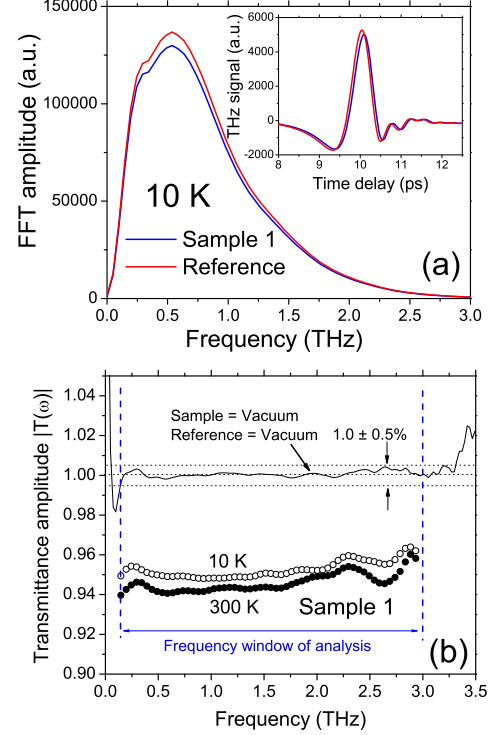 FFT amplitude (a.u.)
150000
100000
50000
0
0.0 0.5 1.0 1.5 2.0 2.5 3.0
Frequency (THz)
10 K
Sample 1
Reference
(a)
THz signal (a.u.)
6000
4000
2000
0
-2000
8 9 10 11 12
Time delay (ps)
Transmittance amplitude |T(ω)|
1.04
1.02
1.00
0.98
0.96
0.94
0.92
0.90
Sample = Vacuum
Reference = Vacuum
1.0 ± 0.5%
10 K
300 K
Sample 1
Frequency window of analysis
(b)
0.0 0.5 1.0 1.5 2.0 2.5 3.0 3.5
Frequency (THz)